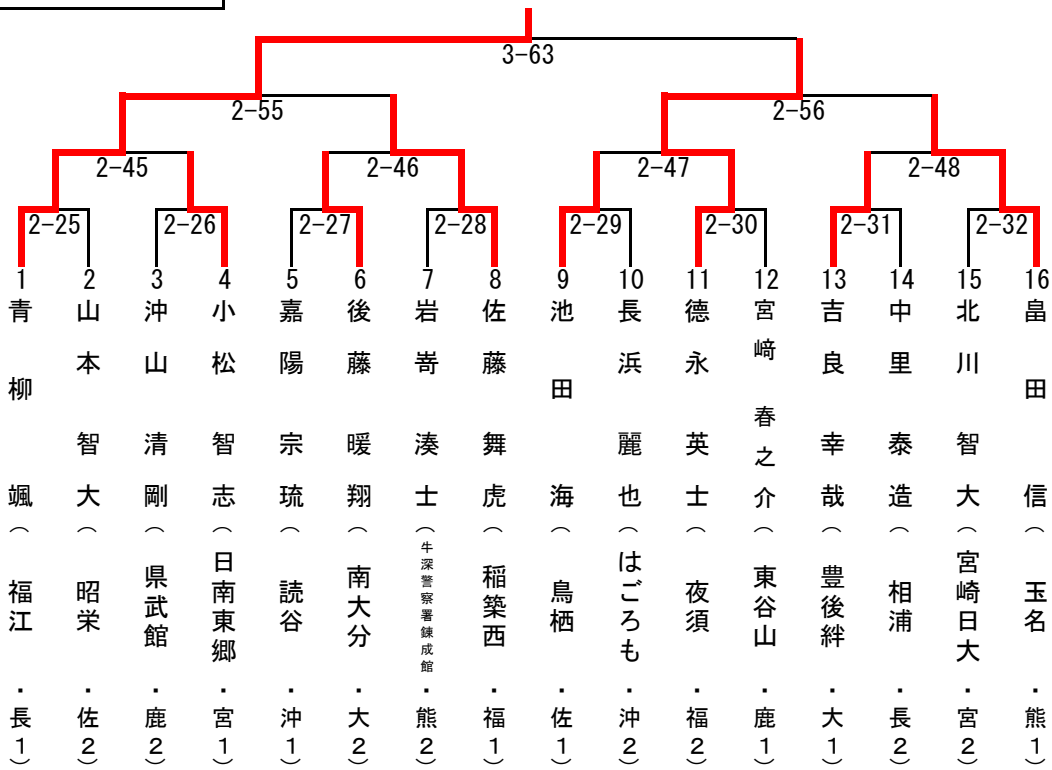 3-63
2-55
2-56
2-45
2-46
2-47
2-48
2-25
2-26
2-27
2-28
2-29
2-30
2-31
2-32
1 青柳 颯（福江・長1）
2 山本 智大（昭栄・佐2）
3 沖山 清剛（県武館・鹿2）
4 小松 智志（日南東郷・宮1）
5 嘉陽 宗琉（読谷・沖1）
6 後藤 暖翔（南大分・大2）
7 岩嵜 湊士（牛深警察署錬成館・熊2）
8 佐藤 舞虎（稲築西・福1）
9 池田 海（鳥栖・佐1）
10 長浜 麗也（はごろも・沖2）
11 德永 英士（夜須・福2）
12 宮﨑 春之介（東谷山・鹿1）
13 吉良 幸哉（豊後絆・大1）
14 中里 泰造（相浦・長2）
15 北川 智大（宮崎日大・宮2）
16 畠田 信（玉名・熊1）